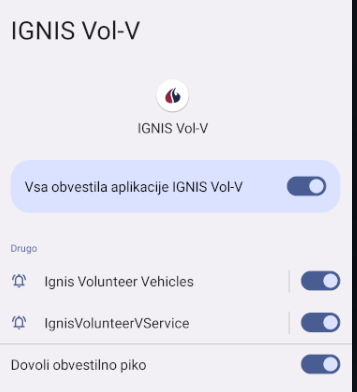 IGNIS Vol-V
IGNIS Vol-V
Vsa obvestila aplikacije IGNIS Vol-V
Drugo
Ignis Volunteer Vehicles
IgnisVolunteerVService
Dovoli obvestilno piko